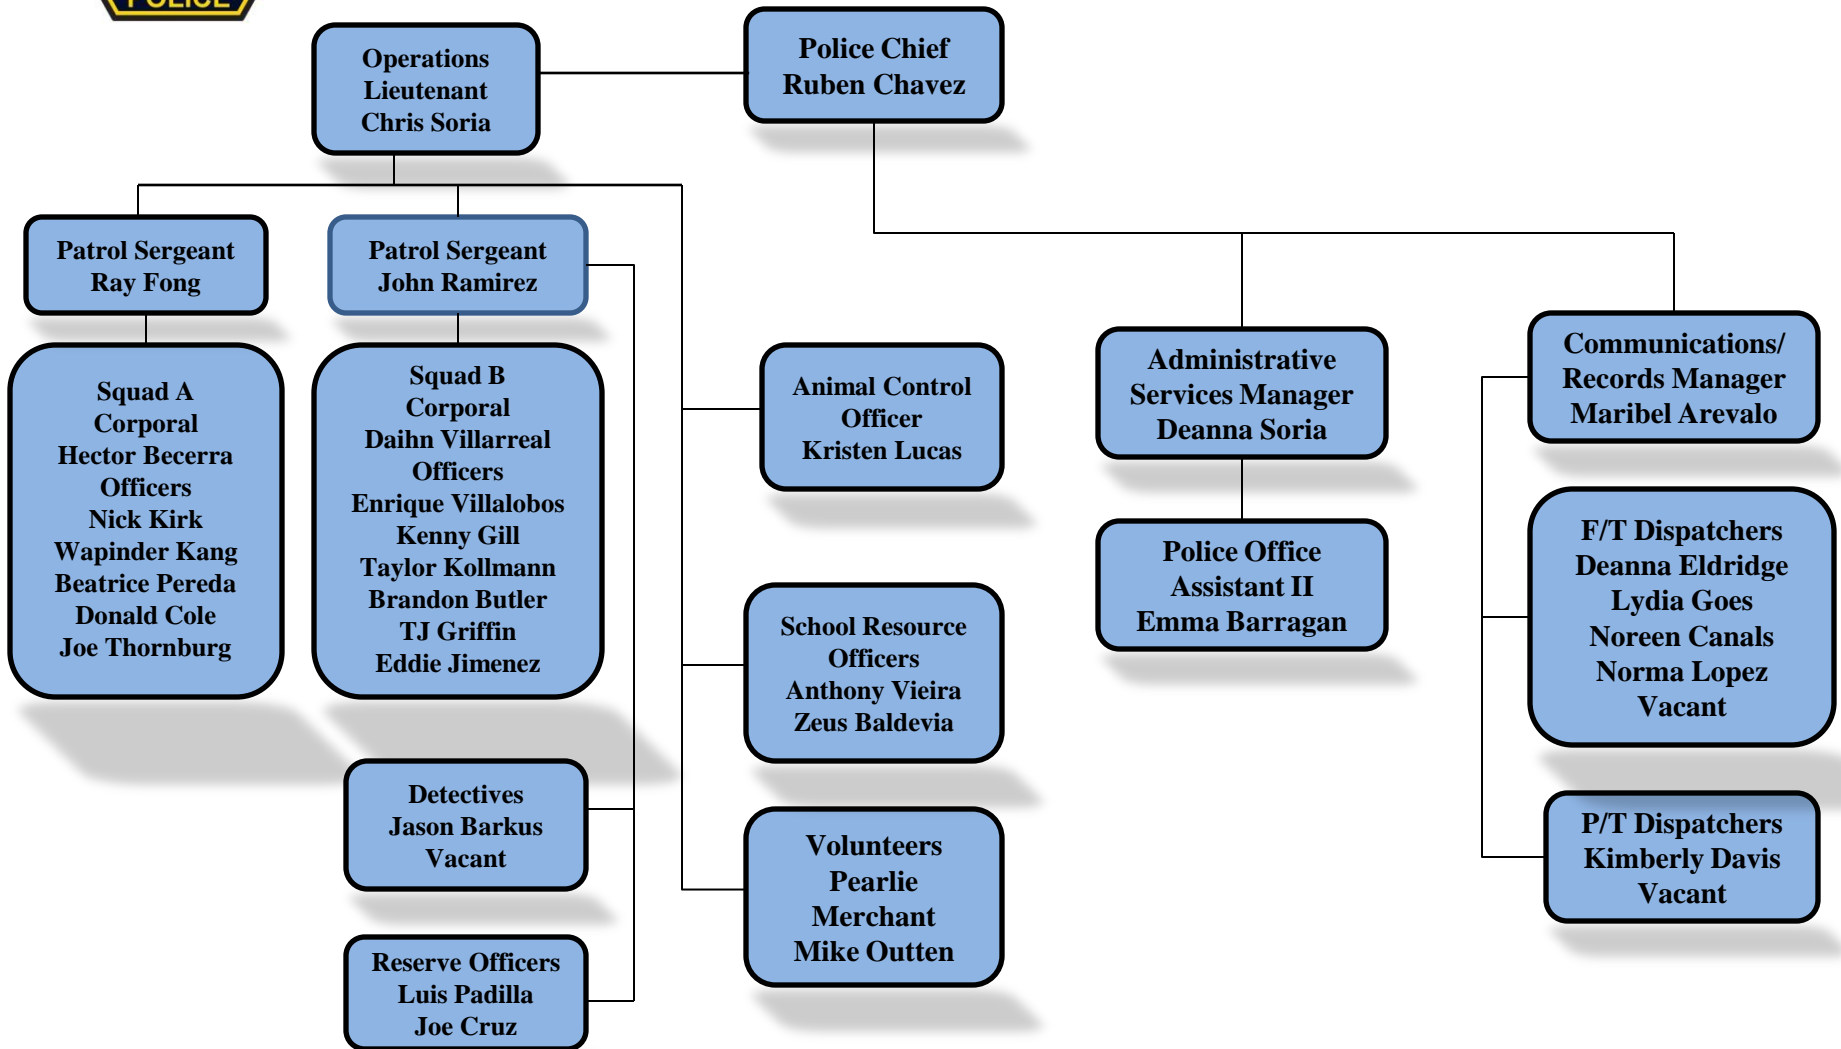 POLICE
Operations
Lieutenant
Chris Soria
Police Chief
Ruben Chavez
Patrol Sergeant
Ray Fong
Patrol Sergeant
John Ramirez
Squad A
Corporal
Hector Becerra
Officers
Nick Kirk
Wapinder Kang
Beatrice Pereda
Donald Cole
Joe Thornburg
Squad B
Corporal
Daihn Villarreal
Officers
Enrique Villalobos
Kenny Gill
Taylor Kollmann
Brandon Butler
TJ Griffin
Eddie Jimenez
Detectives
Jason Barkus
Vacant
Reserve Officers
Luis Padilla
Joe Cruz
Animal Control
Officer
Kristen Lucas
School Resource
Officers
Anthony Vieira
Zeus Baldevia
Volunteers
Pearlie
Merchant
Mike Outten
Administrative
Services Manager
Deanna Soria
Police Office
Assistant II
Emma Barragan
Communications/
Records Manager
Maribel Arevalo
F/T Dispatchers
Deanna Eldridge
Lydia Goes
Noreen Canals
Norma Lopez
Vacant
P/T Dispatchers
Kimberly Davis
Vacant